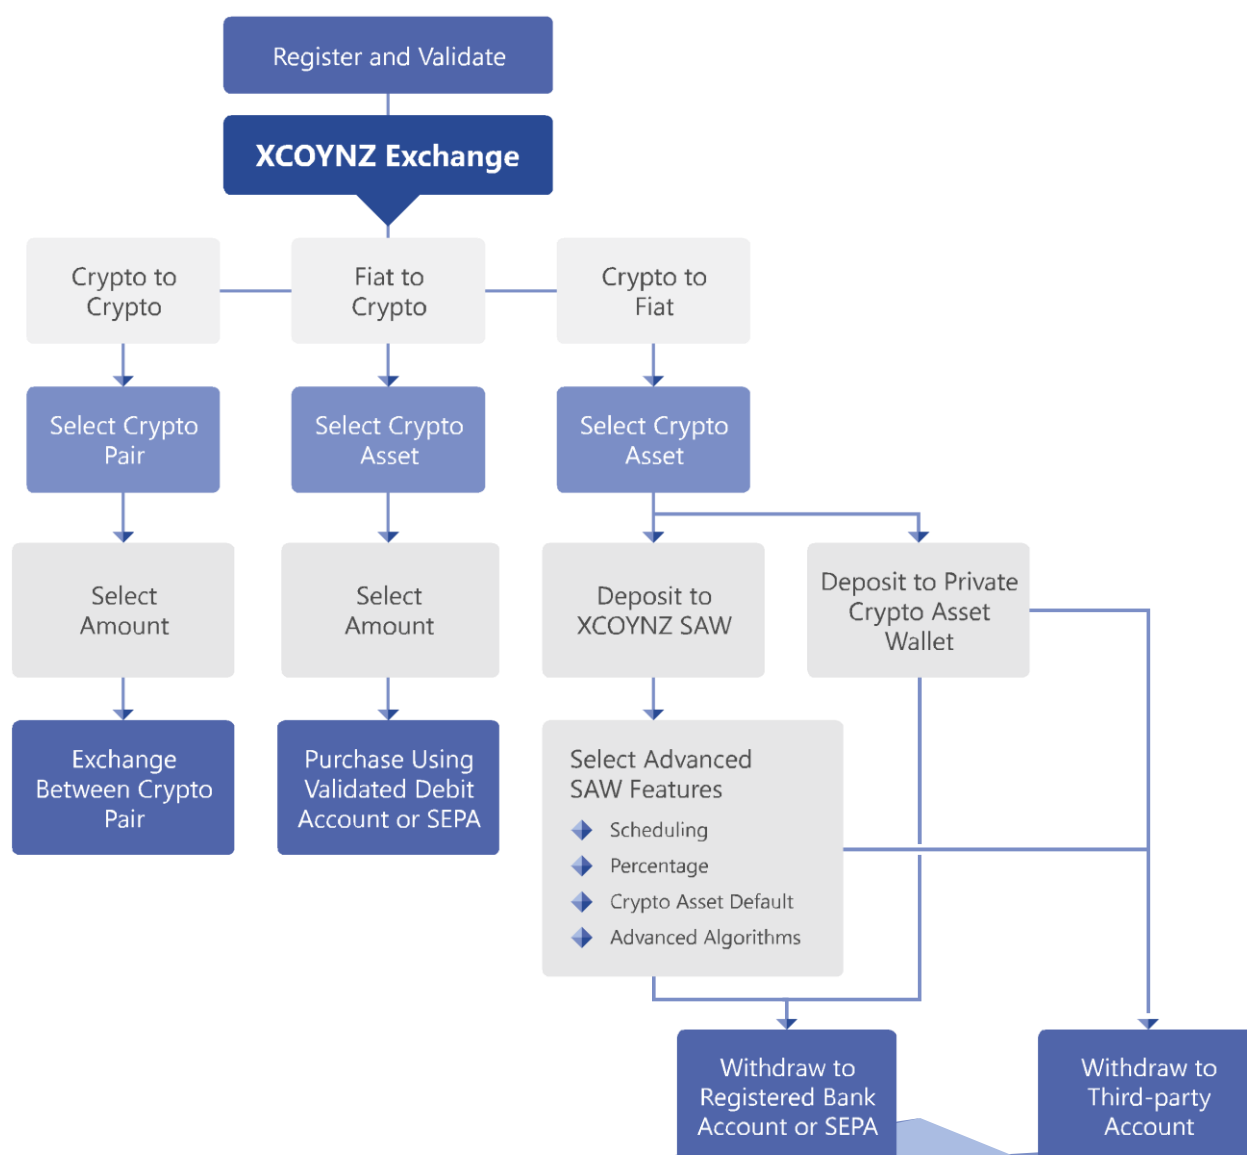 Register and Validate
XCOYNZ Exchange
Crypto to
Crypto
Fiat to
Crypto
Crypto to
Fiat
Select Crypto
Pair
Select Crypto
Asset
Select Crypto
Asset
Select
Amount
Select
Amount
Deposit to
XCOYNZ SAW
Deposit to Private
Crypto Asset
Wallet
Exchange
Between Crypto
Pair
Purchase Using
Validated Debit
Account or SEPA
Select Advanced
SAW Features
Scheduling
Percentage
Crypto Asset Default
Advanced Algorithms
Withdraw to
Registered Bank
Account or SEPA
Withdraw to
Third-party
Account